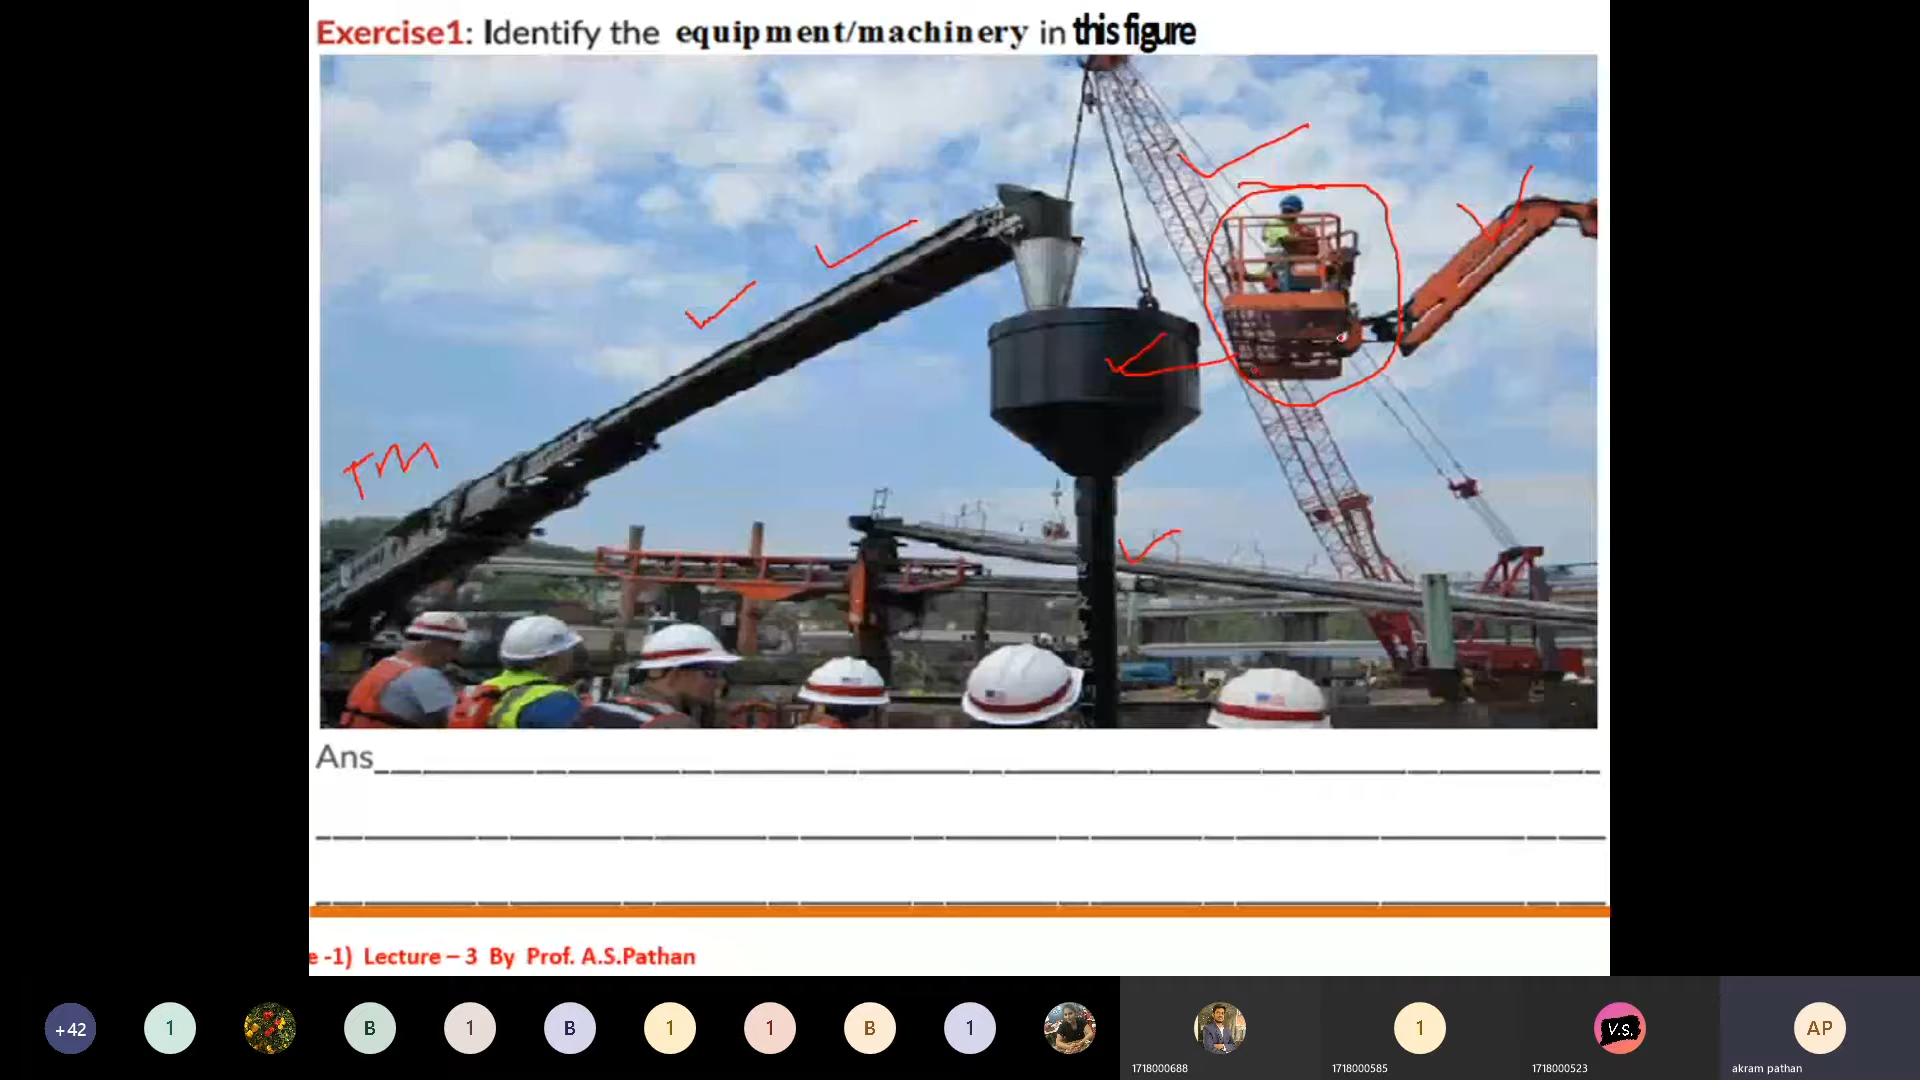 Exercise1: Identify the equipment/machinery in this figure
TM
Ans
e -1) Lecture – 3 By Prof. A.S.Pathan
+42
1
B
1
B
1
1
B
1
1
V.S.
AP
1718000688
1718000585
1718000523
akram pathan